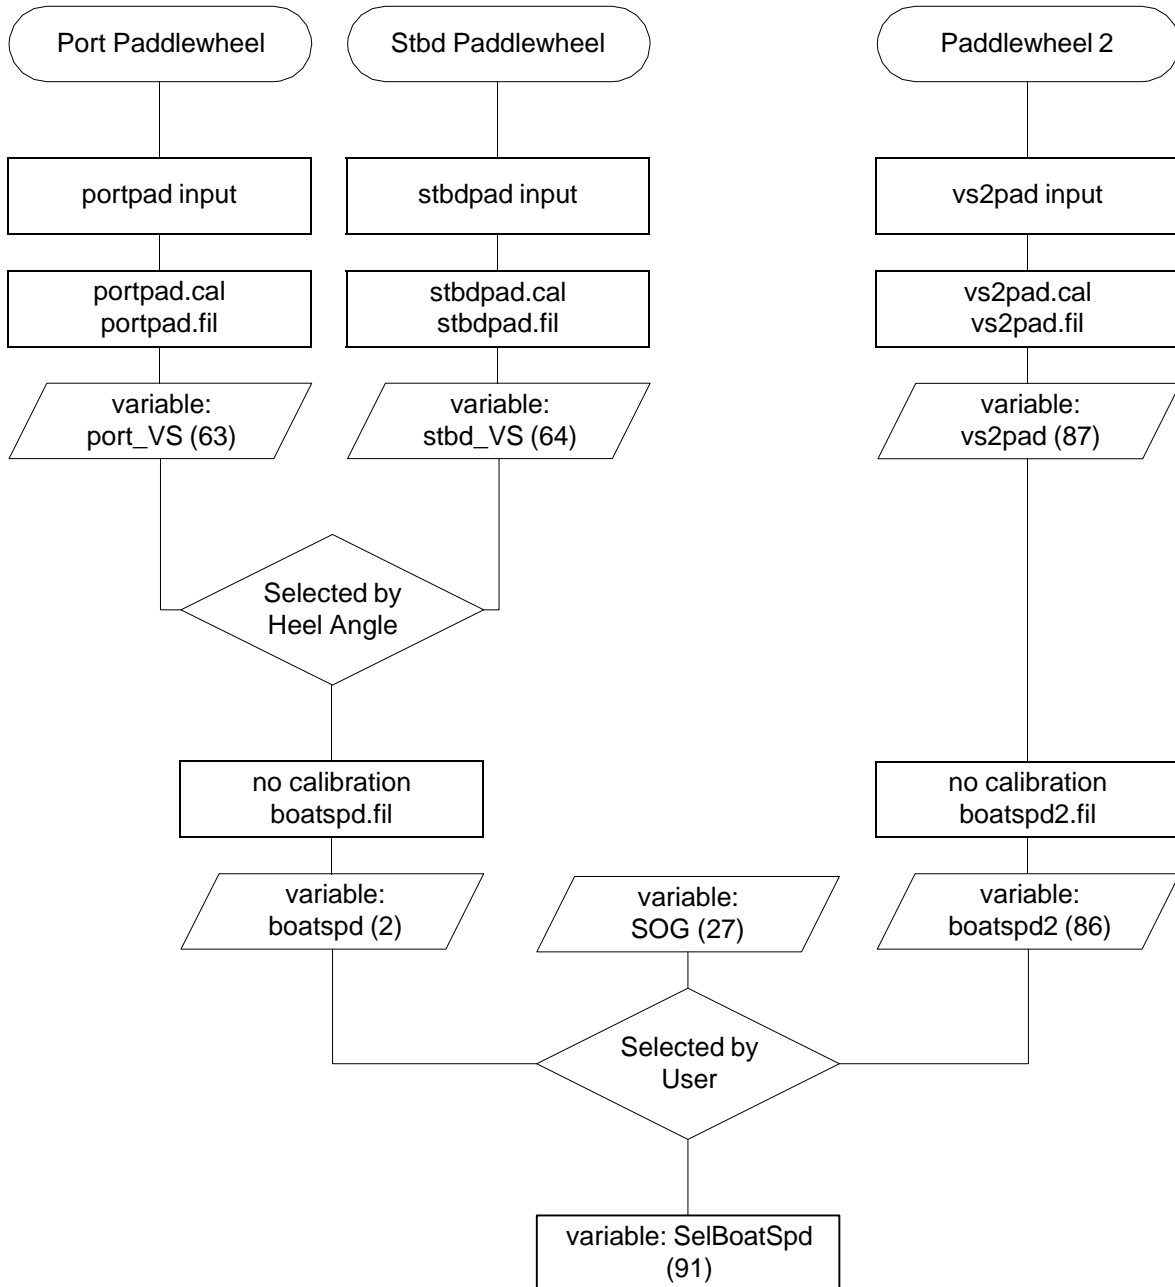 Port Paddlewheel
Stbd Paddlewheel
Paddlewheel 2
portpad input
stbdpad input
vs2pad input
portpad.cal
portpad.fil
stbdpad.cal
stbdpad.fil
vs2pad.cal
vs2pad.fil
variable:
port_VS (63)
variable:
stbd_VS (64)
variable:
vs2pad (87)
Selected by
Heel Angle
no calibration
boatspd.fil
no calibration
boatspd2.fil
variable:
boatspd (2)
variable:
SOG (27)
variable:
boatspd2 (86)
Selected by
User
variable: SelBoatSpd
(91)